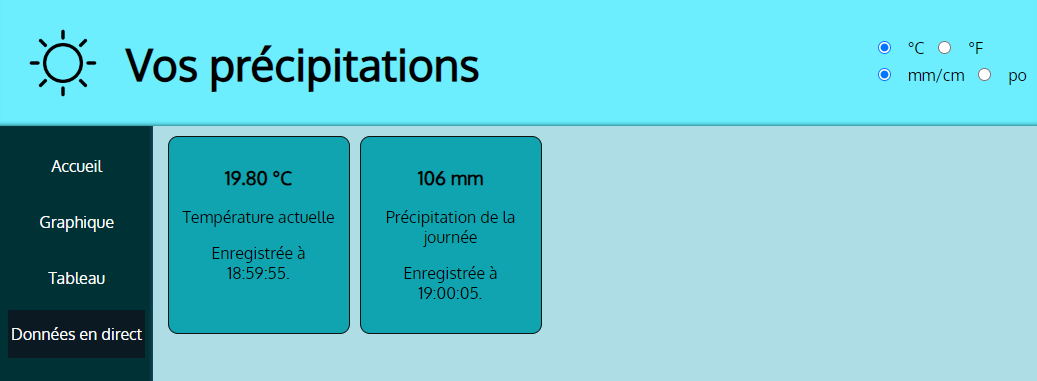 Vos précipitations
°C °F
mm/cm po
Accueil
Graphique
Tableau
Données en direct
19.80 °C
Température actuelle
Enregistrée à
18:59:55.
106 mm
Précipitation de la
journée
Enregistrée à
19:00:05.